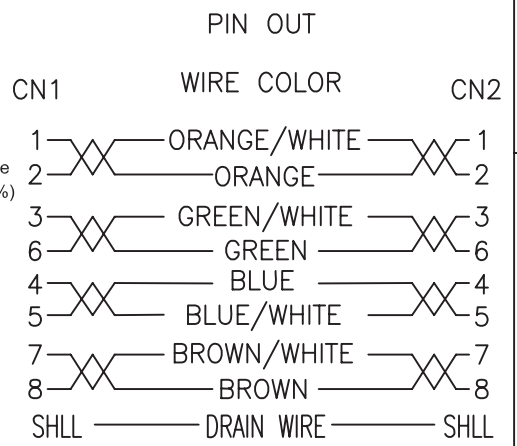 PIN OUT
CN1 WIRE COLOR CN2
1 ORANGE/WHITE 1
e
2 ORANGE 2
%)
3 GREEN/WHITE 3
6 GREEN 6
4 BLUE 4
5 BLUE/WHITE 5
7 BROWN/WHITE 7
8 BROWN 8
SHLL DRAIN WIRE SHLL